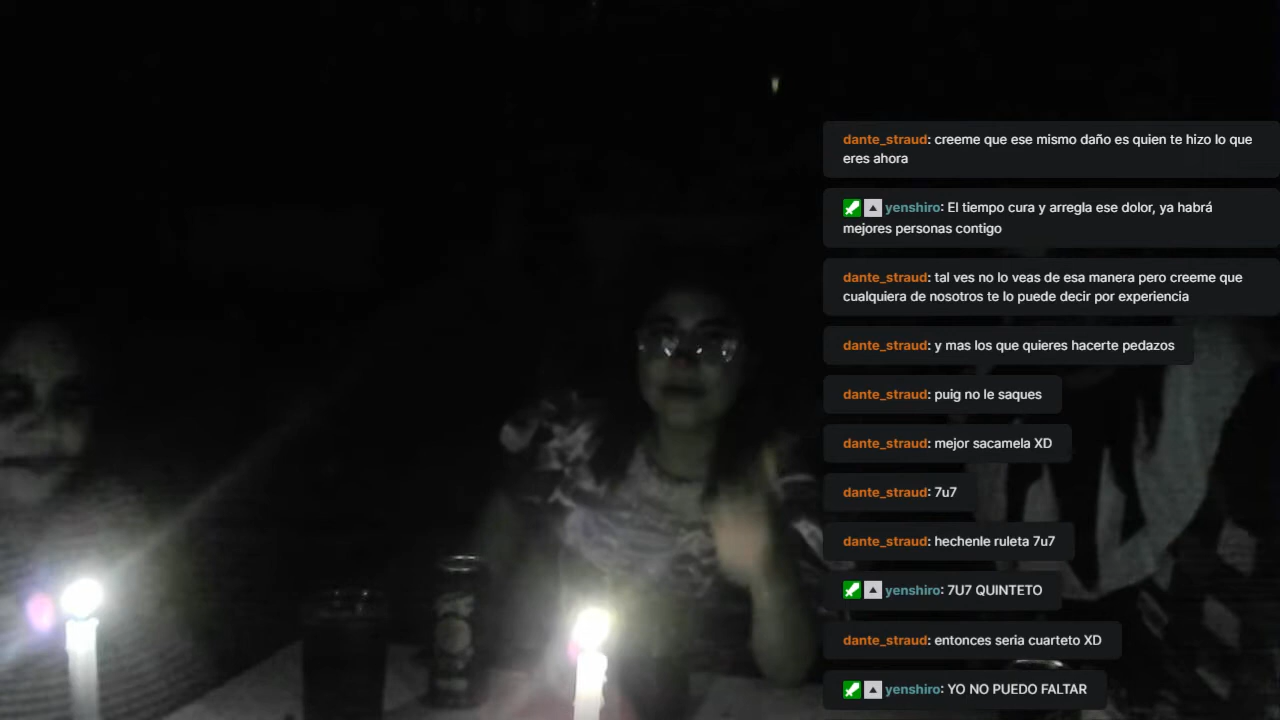 dante_straud: creeme que ese mismo daño es quien te hizo lo que
eres ahora
yenshiro: El tiempo cura y arregla ese dolor, ya habrá
mejores personas contigo
dante_straud: tal ves no lo veas de esa manera pero creeme que
cualquiera de nosotros te lo puede decir por experiencia
dante_straud: y mas los que quieres hacerte pedazos
dante_straud: puig no le saques
dante_straud: mejor sacamela XD
dante_straud: 7u7
dante_straud: hechenle ruleta 7u7
yenshiro: 7U7 QUINTETO
dante_straud: entonces seria cuarteto XD
yenshiro: YO NO PUEDO FALTAR